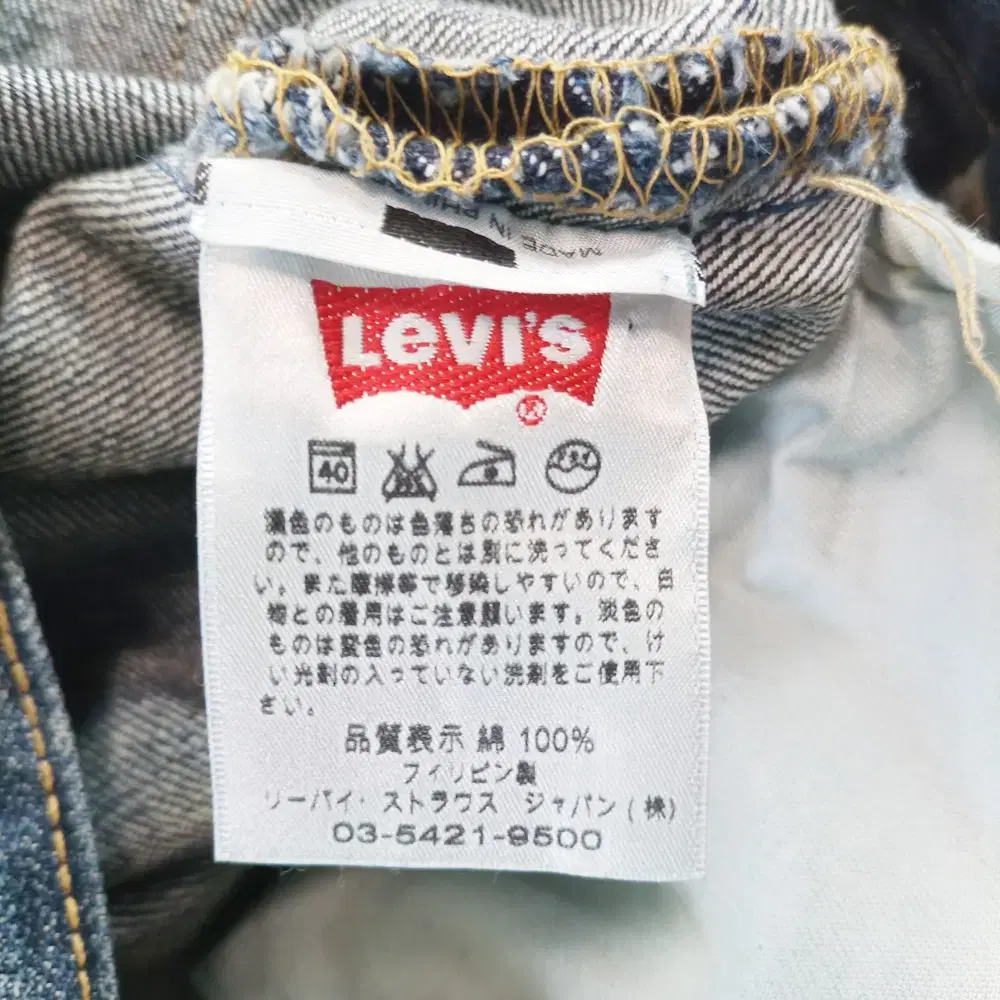 MADE IN PHI
Levi's
®
40
濃色のものは色落ちの恐れがあります
ので、他のものとは別に洗ってくださ
い。また摩擦等で移染しやすいので、白
物との着用はご注意願います。淡色の
ものは変色の恐れがありますので、け
い光剤の入っていない洗剤をご使用下
さい。
品質表示 綿 100%
フィリピン製
リーバイ・ストラウス ジャパン(株)
03-5421-9500